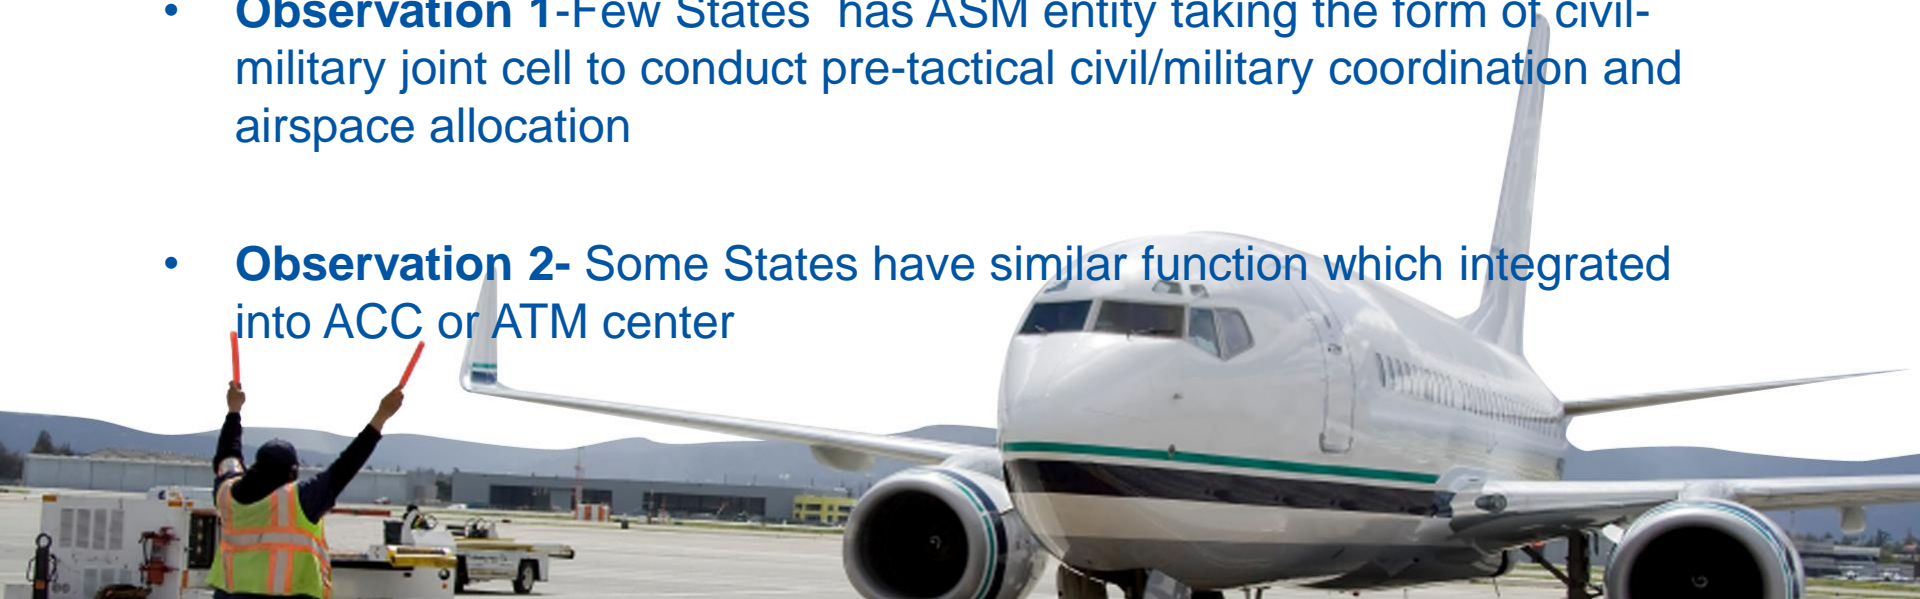 • Observation 1-Few States  has ASM entity taking the form of civil-
military joint cell to conduct pre-tactical civil/military coordination and
airspace allocation
• Observation 2- Some States have similar function which integrated
into ACC or ATM center